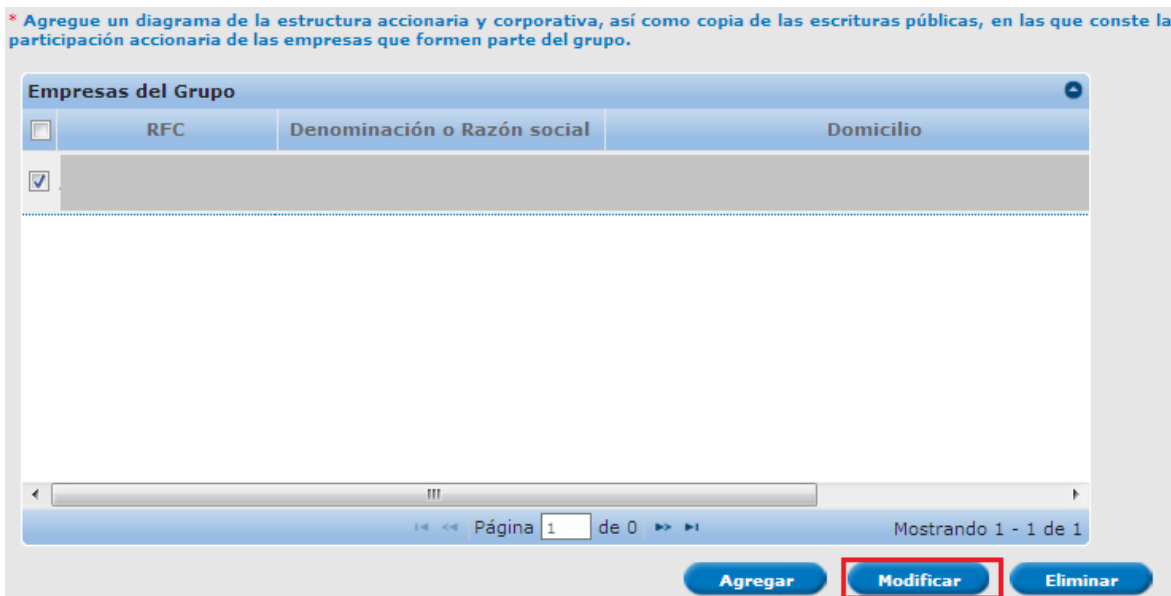 * Agregue un diagrama de la estructura accionaria y corporativa, así como copia de las escrituras públicas, en las que conste la
participación accionaria de las empresas que formen parte del grupo.
Empresas del Grupo
RFC Denominación o Razón social Domicilio
Página 1 de 0 Mostrando 1 - 1 de 1
Agregar Modificar Eliminar